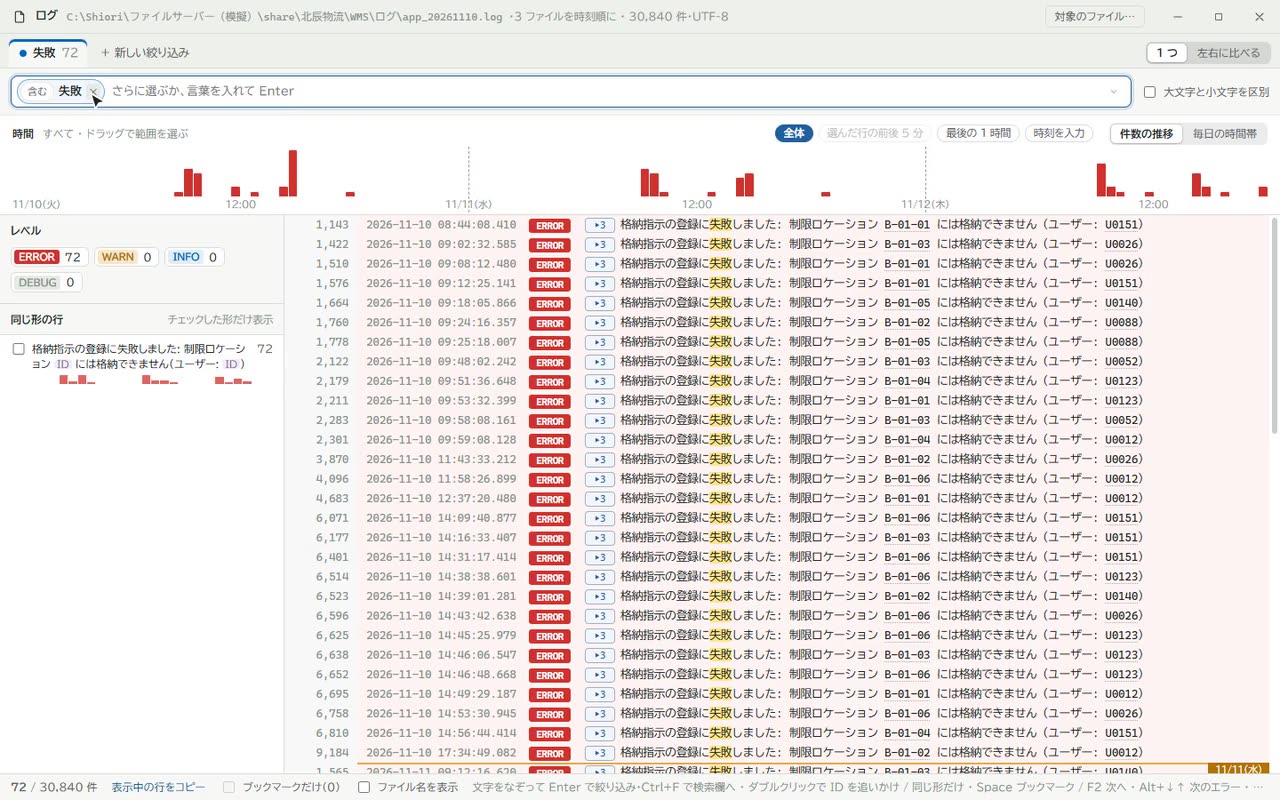 ログ C:\Shiori\ファイルサーバー（模擬）\share\北辰物流\WMS\ログ\app_20261110.log ・3 ファイルを時刻順に・30,840 件・UTF-8 対象のファイル…
失敗 72 + 新しい絞り込み 1 つ 左右に比べる
含む 失敗 × さらに選ぶか、言葉を入れて Enter 大文字と小文字を区別
時間 すべて・ドラッグで範囲を選ぶ 全体 選んだ行の前後 5 分 最後の 1 時間 時刻を入力 件数の推移 毎日の時間帯
11/10(火) 12:00 11/11(水) 12:00 11/12(木) 12:00
レベル
ERROR 72 WARN 0 INFO 0
DEBUG 0
同じ形の行 チェックした形だけ表示
格納指示の登録に失敗しました: 制限ロケーシ 72
ョン ID には格納できません(ユーザー: ID )
1,143 2026-11-10 08:44:08.410 ERROR ▸3 格納指示の登録に失敗しました: 制限ロケーション B-01-01 には格納できません（ユーザー: U0151）
1,422 2026-11-10 09:02:32.585 ERROR ▸3 格納指示の登録に失敗しました: 制限ロケーション B-01-03 には格納できません（ユーザー: U0026）
1,510 2026-11-10 09:08:12.480 ERROR ▸3 格納指示の登録に失敗しました: 制限ロケーション B-01-03 には格納できません（ユーザー: U0026）
1,576 2026-11-10 09:12:25.141 ERROR ▸3 格納指示の登録に失敗しました: 制限ロケーション B-01-01 には格納できません（ユーザー: U0151）
1,664 2026-11-10 09:18:05.866 ERROR ▸3 格納指示の登録に失敗しました: 制限ロケーション B-01-05 には格納できません（ユーザー: U0140）
1,760 2026-11-10 09:24:16.357 ERROR ▸3 格納指示の登録に失敗しました: 制限ロケーション B-01-02 には格納できません（ユーザー: U0088）
1,778 2026-11-10 09:25:18.007 ERROR ▸3 格納指示の登録に失敗しました: 制限ロケーション B-01-05 には格納できません（ユーザー: U0088）
2,122 2026-11-10 09:48:02.242 ERROR ▸3 格納指示の登録に失敗しました: 制限ロケーション B-01-03 には格納できません（ユーザー: U0052）
2,179 2026-11-10 09:51:36.648 ERROR ▸3 格納指示の登録に失敗しました: 制限ロケーション B-01-04 には格納できません（ユーザー: U0123）
2,211 2026-11-10 09:53:32.399 ERROR ▸3 格納指示の登録に失敗しました: 制限ロケーション B-01-01 には格納できません（ユーザー: U0123）
2,283 2026-11-10 09:58:08.161 ERROR ▸3 格納指示の登録に失敗しました: 制限ロケーション B-01-03 には格納できません（ユーザー: U0052）
2,301 2026-11-10 09:59:08.128 ERROR ▸3 格納指示の登録に失敗しました: 制限ロケーション B-01-04 には格納できません（ユーザー: U0012）
3,870 2026-11-10 11:43:33.212 ERROR ▸3 格納指示の登録に失敗しました: 制限ロケーション B-01-02 には格納できません（ユーザー: U0026）
4,096 2026-11-10 11:58:26.899 ERROR ▸3 格納指示の登録に失敗しました: 制限ロケーション B-01-06 には格納できません（ユーザー: U0012）
4,683 2026-11-10 12:37:20.480 ERROR ▸3 格納指示の登録に失敗しました: 制限ロケーション B-01-01 には格納できません（ユーザー: U0012）
6,071 2026-11-10 14:09:40.877 ERROR ▸3 格納指示の登録に失敗しました: 制限ロケーション B-01-06 には格納できません（ユーザー: U0151）
6,177 2026-11-10 14:16:33.407 ERROR ▸3 格納指示の登録に失敗しました: 制限ロケーション B-01-03 には格納できません（ユーザー: U0151）
6,401 2026-11-10 14:31:17.414 ERROR ▸3 格納指示の登録に失敗しました: 制限ロケーション B-01-06 には格納できません（ユーザー: U0151）
6,514 2026-11-10 14:38:38.601 ERROR ▸3 格納指示の登録に失敗しました: 制限ロケーション B-01-06 には格納できません（ユーザー: U0123）
6,523 2026-11-10 14:39:01.281 ERROR ▸3 格納指示の登録に失敗しました: 制限ロケーション B-01-02 には格納できません（ユーザー: U0140）
6,596 2026-11-10 14:43:42.638 ERROR ▸3 格納指示の登録に失敗しました: 制限ロケーション B-01-06 には格納できません（ユーザー: U0026）
6,625 2026-11-10 14:45:25.979 ERROR ▸3 格納指示の登録に失敗しました: 制限ロケーション B-01-06 には格納できません（ユーザー: U0123）
6,638 2026-11-10 14:46:06.547 ERROR ▸3 格納指示の登録に失敗しました: 制限ロケーション B-01-03 には格納できません（ユーザー: U0123）
6,652 2026-11-10 14:46:48.668 ERROR ▸3 格納指示の登録に失敗しました: 制限ロケーション B-01-06 には格納できません（ユーザー: U0123）
6,695 2026-11-10 14:49:29.187 ERROR ▸3 格納指示の登録に失敗しました: 制限ロケーション B-01-01 には格納できません（ユーザー: U0012）
6,758 2026-11-10 14:53:30.945 ERROR ▸3 格納指示の登録に失敗しました: 制限ロケーション B-01-06 には格納できません（ユーザー: U0026）
6,810 2026-11-10 14:56:44.414 ERROR ▸3 格納指示の登録に失敗しました: 制限ロケーション B-01-04 には格納できません（ユーザー: U0151）
9,184 2026-11-10 17:34:49.082 ERROR ▸3 格納指示の登録に失敗しました: 制限ロケーション B-01-02 には格納できません（ユーザー: U0012）
1,565 2026-11-11 09:12:16.620 ERROR ▸3 格納指示の登録に失敗しました: 制限ロケーション B-01-03 には格納できません（ユーザー: U0140） 11/11(水)
72 / 30,840 件 表示中の行をコピー ブックマークだけ(0) ファイル名を表示 文字をなぞって Enter で絞り込み・Ctrl+F で検索欄へ・ダブルクリックで ID を追いかけ / 同じ形だけ・Space ブックマーク / F2 次へ・Alt+↓↑ 次のエラー・…